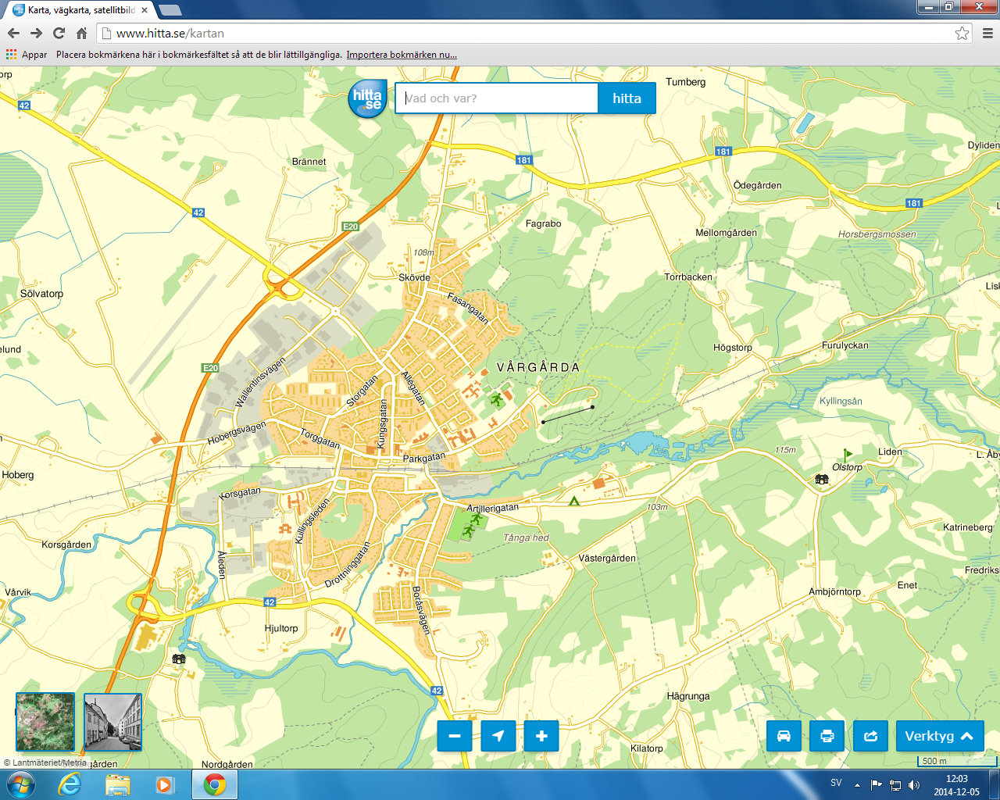 Karta, vägkarta, satellitbild
www.hitta.se/kartan
Appar
Placera bokmärkena här i bokmärkesfältet så att de blir lättillgängliga.
Importera bokmärken nu...
orp
42
hitta
se
Vad och var?
hitta
Tumberg
181
181
Dyliden
Brännet
Ödegården
42
181
E20
Fagrabo
Mellomgården
Horsbergsmossen
108m
Skövde
Torrbacken
Sölvatorp
Fasangatan
elund
Högstorp
Furulyckan
E20
VÅRGÅRDA
Wallentinsvägen
Storgatan
Allégatan
Kungsgatan
Kyllingsån
Hobergsvägen
Torggatan
Parkgatan
115m
Liden
L. Åby
Hoberg
Olstorp
Korsgatan
Kullingsleden
Artillerigatan
103m
Tånga hed
Katrineberg
Korsgården
Åleden
Drottninggatan
Västergården
Fredriks
Vårvik
42
Boråsvägen
Enet
Ambjörntorp
Hjultorp
42
Hägrunga
Verktyg
Kilatorp
© Lantmäteriet/Metria
gården
Nordgården
500 m
SV
12:03
2014-12-05